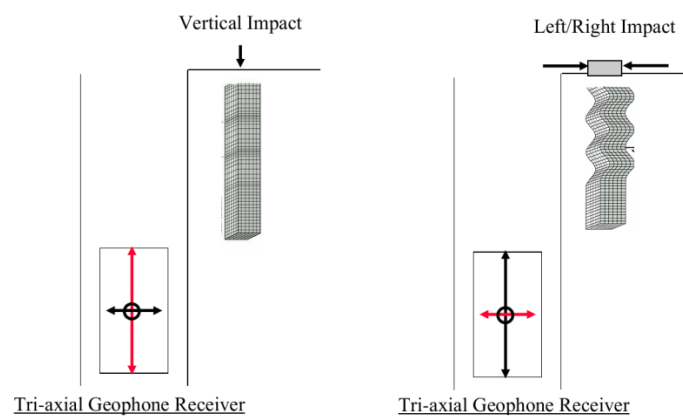 Vertical Impact
Left/Right Impact
Tri-axial Geophone Receiver
Tri-axial Geophone Receiver